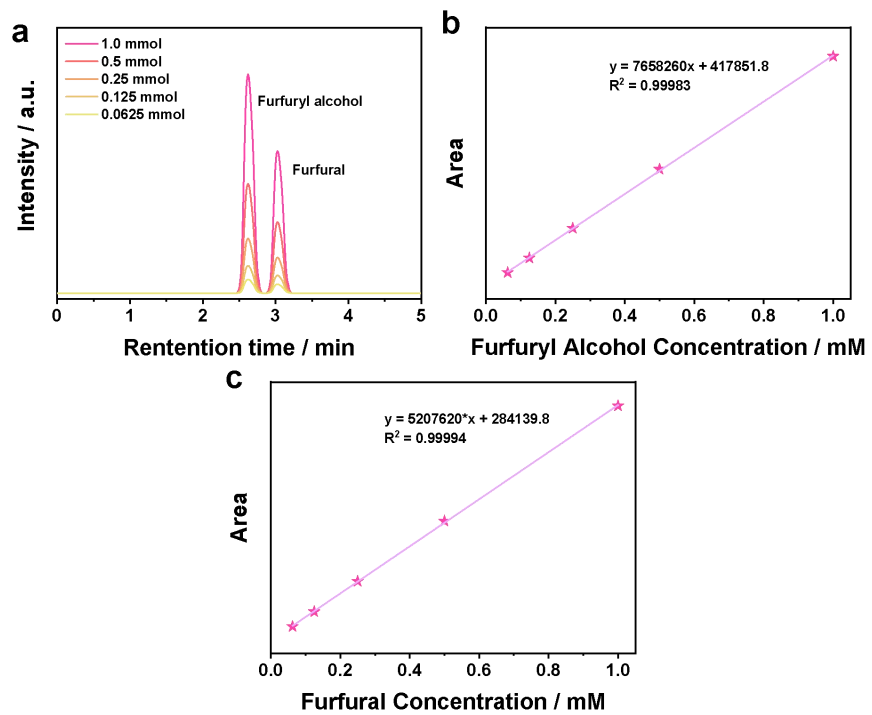 a
1.0 mmol
0.5 mmol
0.25 mmol
0.125 mmol
0.0625 mmol
Furfuryl alcohol
Furfural
Intensity / a.u.
0 1 2 3 4 5
Rentention time / min
b
y = 7658260x + 417851.8
R² = 0.99983
Area
0.0 0.2 0.4 0.6 0.8 1.0
Furfuryl Alcohol Concentration / mM
c
y = 5207620*x + 284139.8
R² = 0.99994
Area
0.0 0.2 0.4 0.6 0.8 1.0
Furfural Concentration / mM